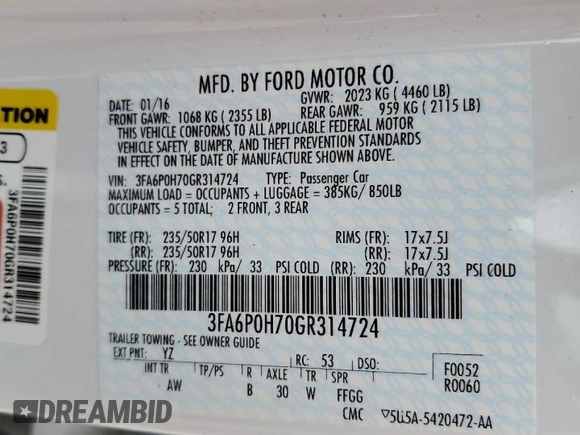 MFD. BY FORD MOTOR CO.
DATE: 01/16 GVWR: 2023 KG ( 4460 LB)
FRONT GAWR: 1068 KG ( 2355 LB) REAR GAWR: 959 KG ( 2115 LB)
THIS VEHICLE CONFORMS TO ALL APPLICABLE FEDERAL MOTOR
VEHICLE SAFETY, BUMPER, AND THEFT PREVENTION STANDARDS
IN EFFECT ON THE DATE OF MANUFACTURE SHOWN ABOVE.
VIN: 3FA6P0H70GR314724 TYPE: Passenger Car
MAXIMUM LOAD = OCCUPANTS + LUGGAGE = 385KG/ 850LB
OCCUPANTS = 5 TOTAL; 2 FRONT, 3 REAR
TIRE (FR): 235/50R17 96H RIMS (FR): 17x7.5J
(RR): 235/50R17 96H (RR): 17x7.5J
PRESSURE (FR): 230 kPa/ 33 PSI COLD (RR): 230 kPa/ 33 PSI COLD
3FA6P0H70GR314724
TRAILER TOWING - SEE OWNER GUIDE
EXT PNT: YZ RC: 53 DSO: F0052
INT TR TP/PS R AXLE TR SPR R0060
AW B 30 W FFGG
CMC 5U5A-5420472-AA
TION
3
S.
3FA6P0H70GR314724
DREAMBID